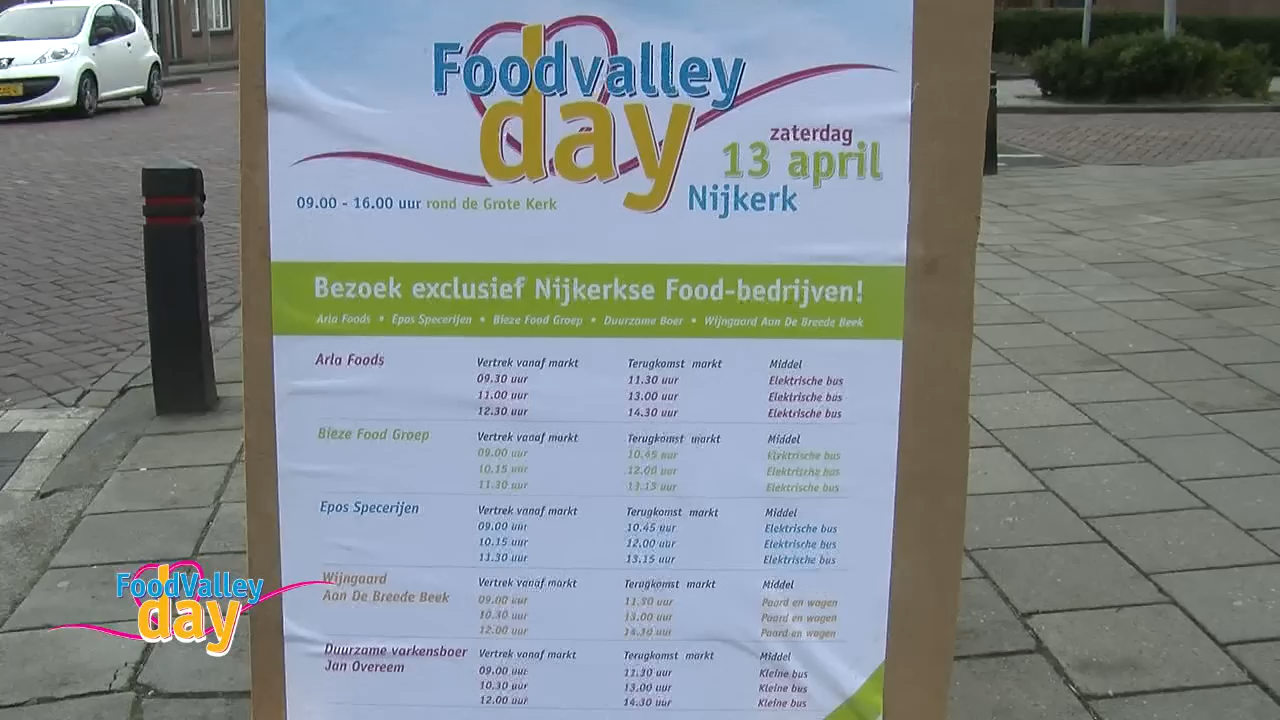 Foodvalley
day
zaterdag
13 april
Nijkerk
09.00 - 16.00 uur rond de Grote Kerk
Bezoek exclusief Nijkerkse Food-bedrijven!
Arla Foods • Epos Specerijen • Bieze Food Groep • Duurzame Boer • Wijngaard Aan De Breede Beek
Arla Foods Vertrek vanaf markt Terugkomst markt Middel
09.30 uur 11.30 uur Elektrische bus
11.00 uur 13.00 uur Elektrische bus
12.30 uur 14.30 uur Elektrische bus
Bieze Food Groep Vertrek vanaf markt Terugkomst markt Middel
09.00 uur 10.45 uur Elektrische bus
10.15 uur 12.00 uur Elektrische bus
11.30 uur 13.15 uur Elektrische bus
Epos Specerijen Vertrek vanaf markt Terugkomst markt Middel
09.00 uur 10.45 uur Elektrische bus
10.15 uur 12.00 uur Elektrische bus
11.30 uur 13.15 uur Elektrische bus
Wijngaard Vertrek vanaf markt Terugkomst markt Middel
Aan De Breede Beek 09.00 uur 11.30 uur Paard en wagen
10.30 uur 13.00 uur Paard en wagen
12.00 uur 14.30 uur Paard en wagen
Duurzame varkensboer Vertrek vanaf markt Terugkomst markt Middel
Jan Overeem 09.00 uur 11.30 uur Kleine bus
10.30 uur 13.00 uur Kleine bus
12.00 uur 14.30 uur Kleine bus
FoodValley
day